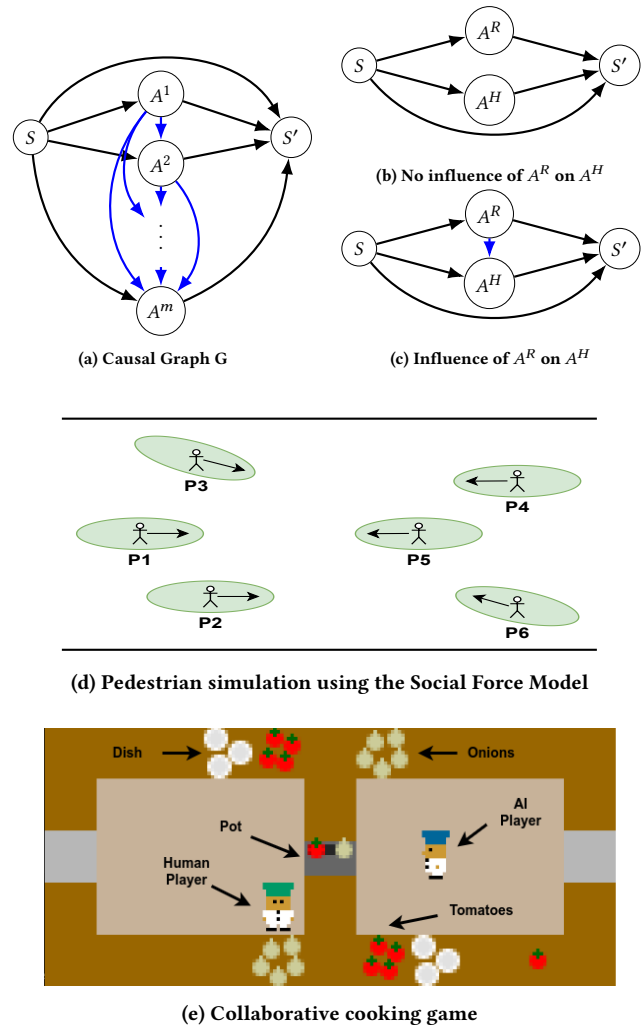 S
A¹
A²
⋮
Aᵐ
S′
(a) Causal Graph G
S
Aᴿ
Aᴴ
S′
(b) No influence of Aᴿ on Aᴴ
S
Aᴿ
Aᴴ
S′
(c) Influence of Aᴿ on Aᴴ
P3
P4
P1
P5
P2
P6
(d) Pedestrian simulation using the Social Force Model
Dish
Onions
Pot
AI
Player
Human
Player
Tomatoes
(e) Collaborative cooking game